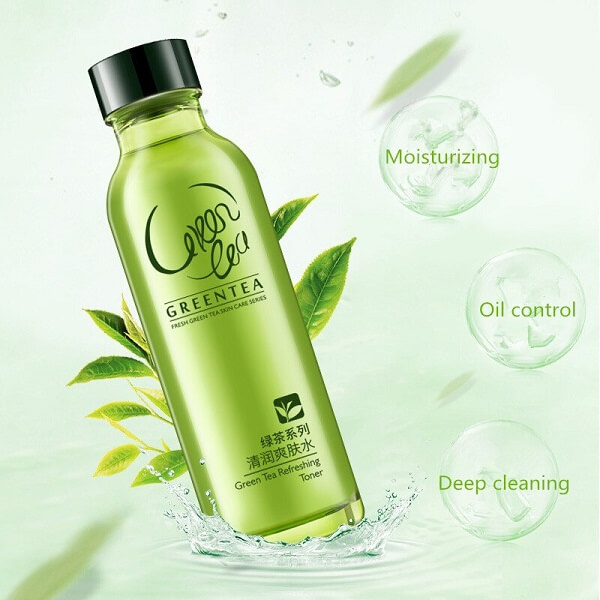 Green
tea
GREENTEA
FRESH GREEN TEA SKIN CARE SERIES
绿茶系列
清润爽肤水
Green Tea Refreshing
Toner
Moisturizing
Oil control
Deep cleaning